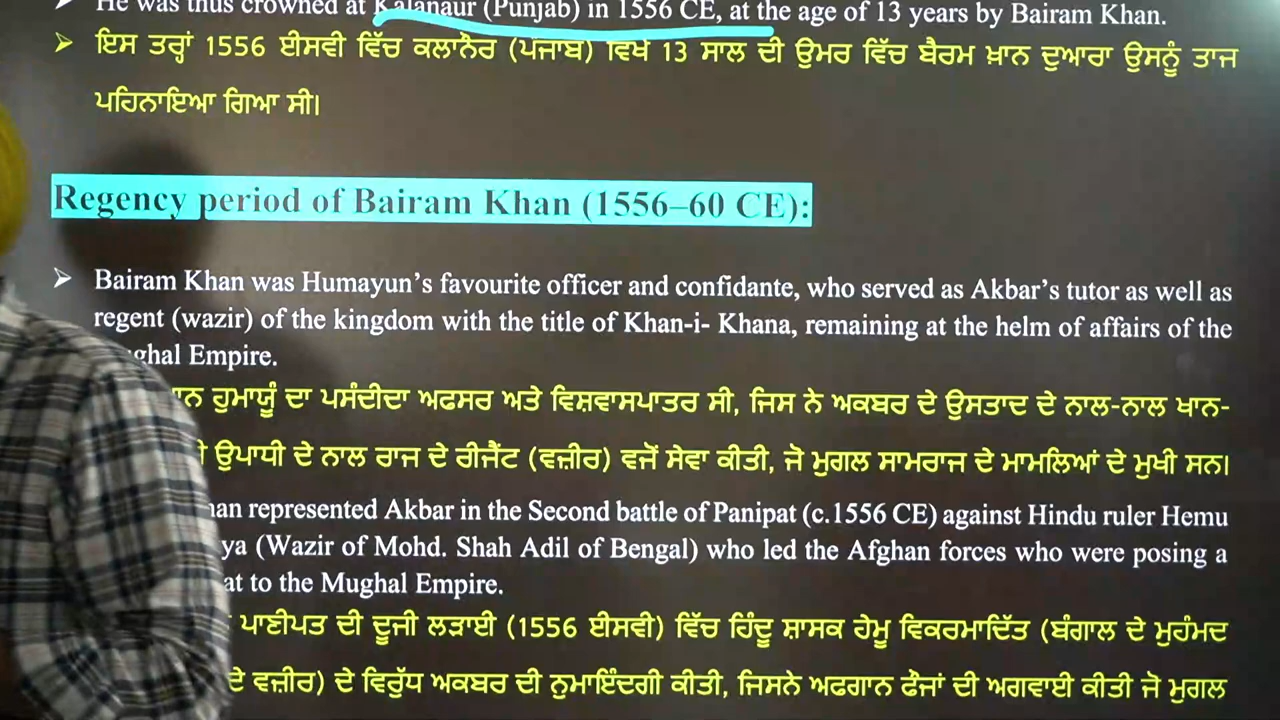 He was thus crowned at Kalanaur (Punjab) in 1556 CE, at the age of 13 years by Bairam Khan.
➤ ਇਸ ਤਰ੍ਹਾਂ 1556 ਈਸਵੀ ਵਿੱਚ ਕਲਾਨੌਰ (ਪੰਜਾਬ) ਵਿਖੇ 13 ਸਾਲ ਦੀ ਉਮਰ ਵਿੱਚ ਬੈਰਮ ਖ਼ਾਨ ਦੁਆਰਾ ਉਸਨੂੰ ਤਾਜ
ਪਹਿਨਾਇਆ ਗਿਆ ਸੀ।
Regency period of Bairam Khan (1556–60 CE):
➤ Bairam Khan was Humayun’s favourite officer and confidante, who served as Akbar’s tutor as well as
regent (wazir) of the kingdom with the title of Khan-i- Khana, remaining at the helm of affairs of the
ghal Empire.
ਾਨ ਹੁਮਾਯੂੰ ਦਾ ਪਸੰਦੀਦਾ ਅਫਸਰ ਅਤੇ ਵਿਸ਼ਵਾਸਪਾਤਰ ਸੀ, ਜਿਸ ਨੇ ਅਕਬਰ ਦੇ ਉਸਤਾਦ ਦੇ ਨਾਲ-ਨਾਲ ਖਾਨ-
ਉਪਾਧੀ ਦੇ ਨਾਲ ਰਾਜ ਦੇ ਰੀਜੈਂਟ (ਵਜ਼ੀਰ) ਵਜੋਂ ਸੇਵਾ ਕੀਤੀ, ਜੋ ਮੁਗਲ ਸਾਮਰਾਜ ਦੇ ਮਾਮਲਿਆਂ ਦੇ ਮੁਖੀ ਸਨ।
han represented Akbar in the Second battle of Panipat (c.1556 CE) against Hindu ruler Hemu
ya (Wazir of Mohd. Shah Adil of Bengal) who led the Afghan forces who were posing a
at to the Mughal Empire.
ਪਾਣੀਪਤ ਦੀ ਦੂਜੀ ਲੜਾਈ (1556 ਈਸਵੀ) ਵਿੱਚ ਹਿੰਦੂ ਸ਼ਾਸਕ ਹੇਮੂ ਵਿਕਰਮਾਦਿੱਤ (ਬੰਗਾਲ ਦੇ ਮੁਹੰਮਦ
ਦੇ ਵਜ਼ੀਰ) ਦੇ ਵਿਰੁੱਧ ਅਕਬਰ ਦੀ ਨੁਮਾਇੰਦਗੀ ਕੀਤੀ, ਜਿਸਨੇ ਅਫਗਾਨ ਫੌਜਾਂ ਦੀ ਅਗਵਾਈ ਕੀਤੀ ਜੋ ਮੁਗਲ